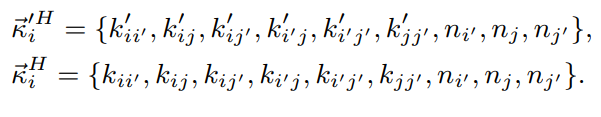 $\vec{\kappa}_i'^H = \{k'_{ii'}, k'_{ij}, k'_{ij'}, k'_{i'j}, k'_{i'j'}, k'_{jj'}, n_{i'}, n_j, n_{j'}\},$
$\vec{\kappa}_i^H = \{k_{ii'}, k_{ij}, k_{ij'}, k_{i'j}, k_{i'j'}, k_{jj'}, n_{i'}, n_j, n_{j'}\}.$